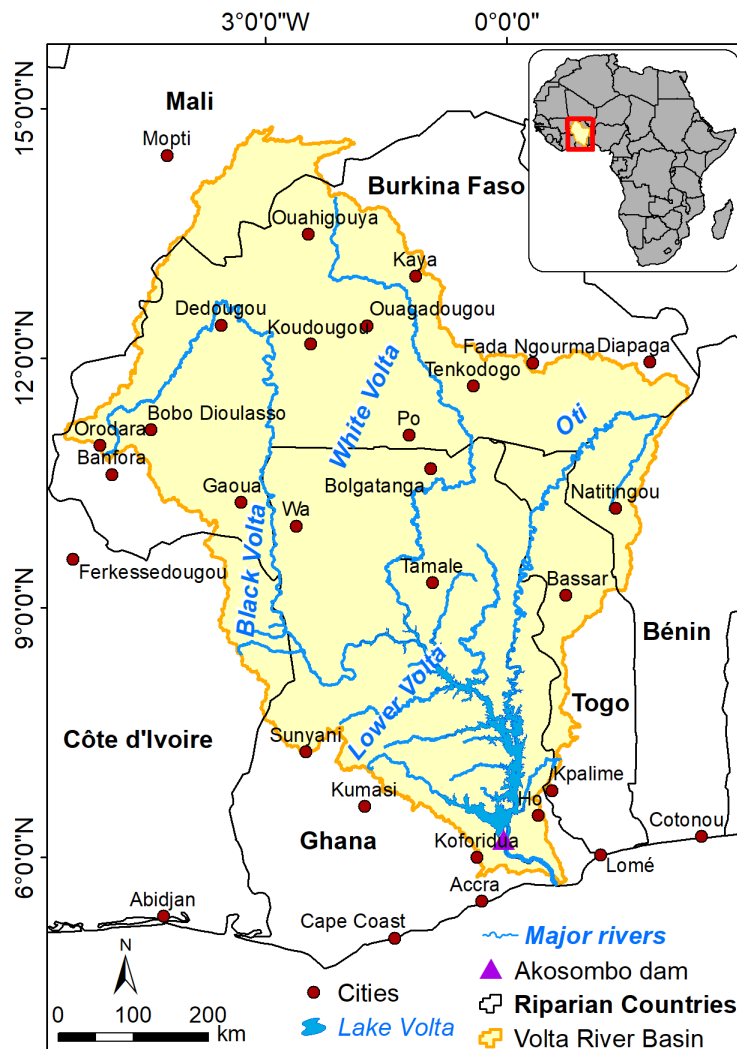 3°0'0"W
0°0'0"
15°0'0"N
12°0'0"N
9°0'0"N
6°0'0"N
Mali
Mopti
Burkina Faso
Ouahigouya
Kaya
Dedougou
Ouagadougou
Koudougou
Fada Ngourma
Diapaga
Tenkodogo
White Volta
Bobo Dioulasso
Orodara
Po
Oti
Banfora
Bolgatanga
Gaoua
Wa
Natitingou
Black Volta
Ferkessedougou
Tamale
Bassar
Bénin
Lower Volta
Togo
Côte d'Ivoire
Sunyani
Kpalime
Kumasi
Ho
Ghana
Koforidua
Cotonou
Lomé
Accra
Abidjan
Cape Coast
N
0 50 100 200
km
Cities
Lake Volta
Major rivers
Akosombo dam
Riparian Countries
Volta River Basin